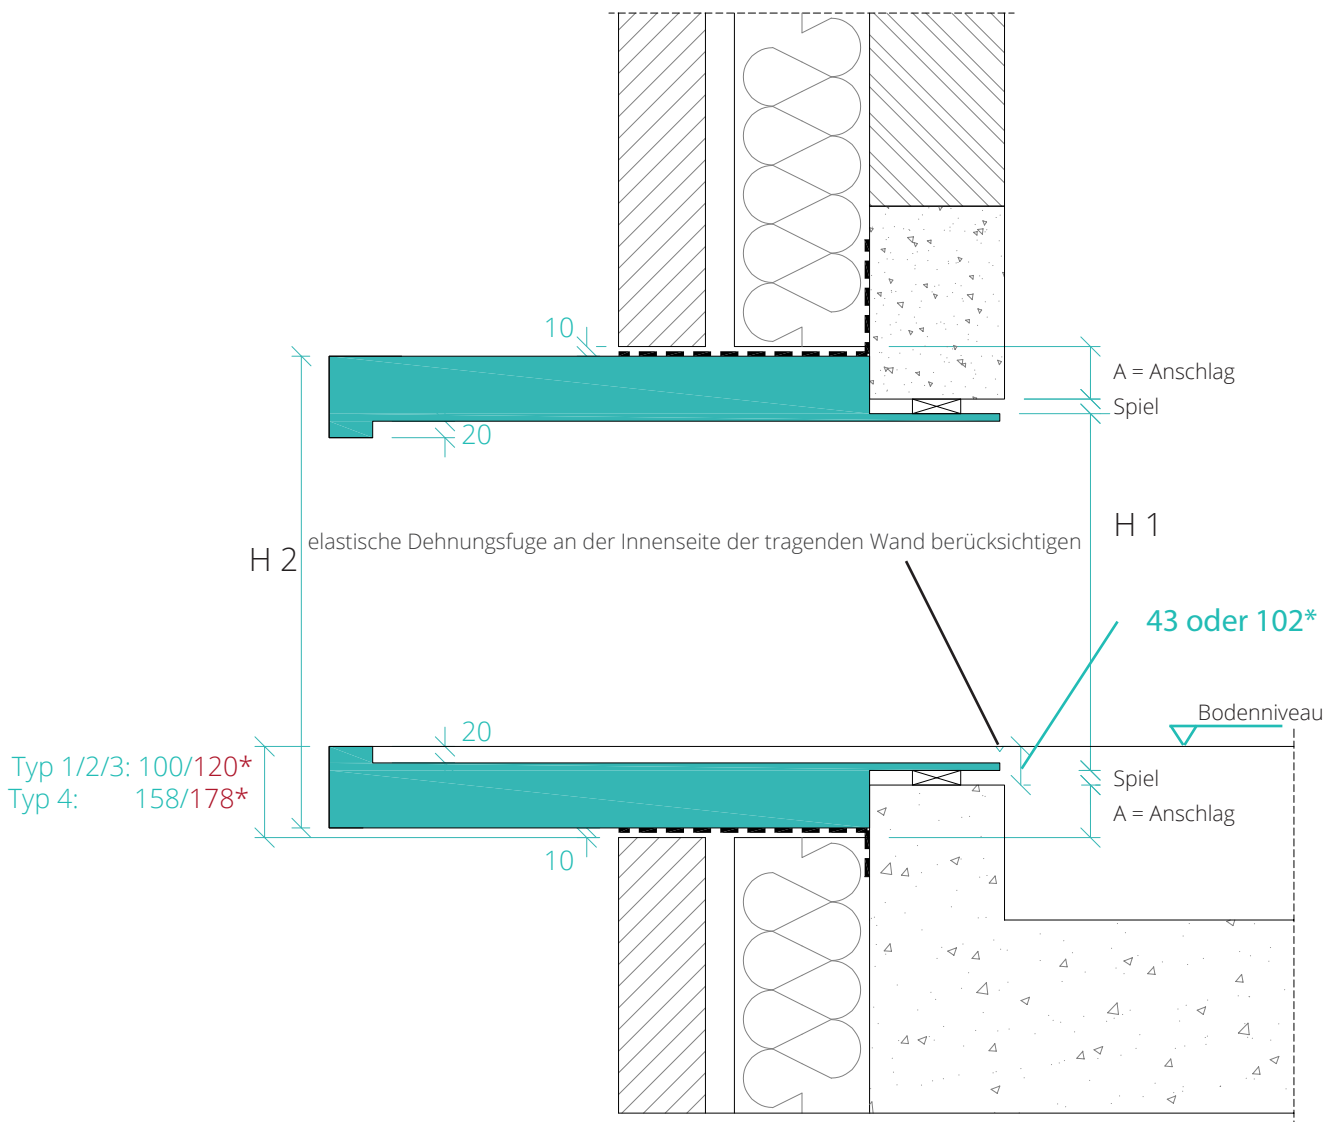 10
A = Anschlag
Spiel
20
H 1
elastische Dehnungsfuge an der Innenseite der tragenden Wand berücksichtigen
H 2
43 oder 102*
Bodenniveau
20
Typ 1/2/3: 100/120*
Typ 4: 158/178*
Spiel
A = Anschlag
10